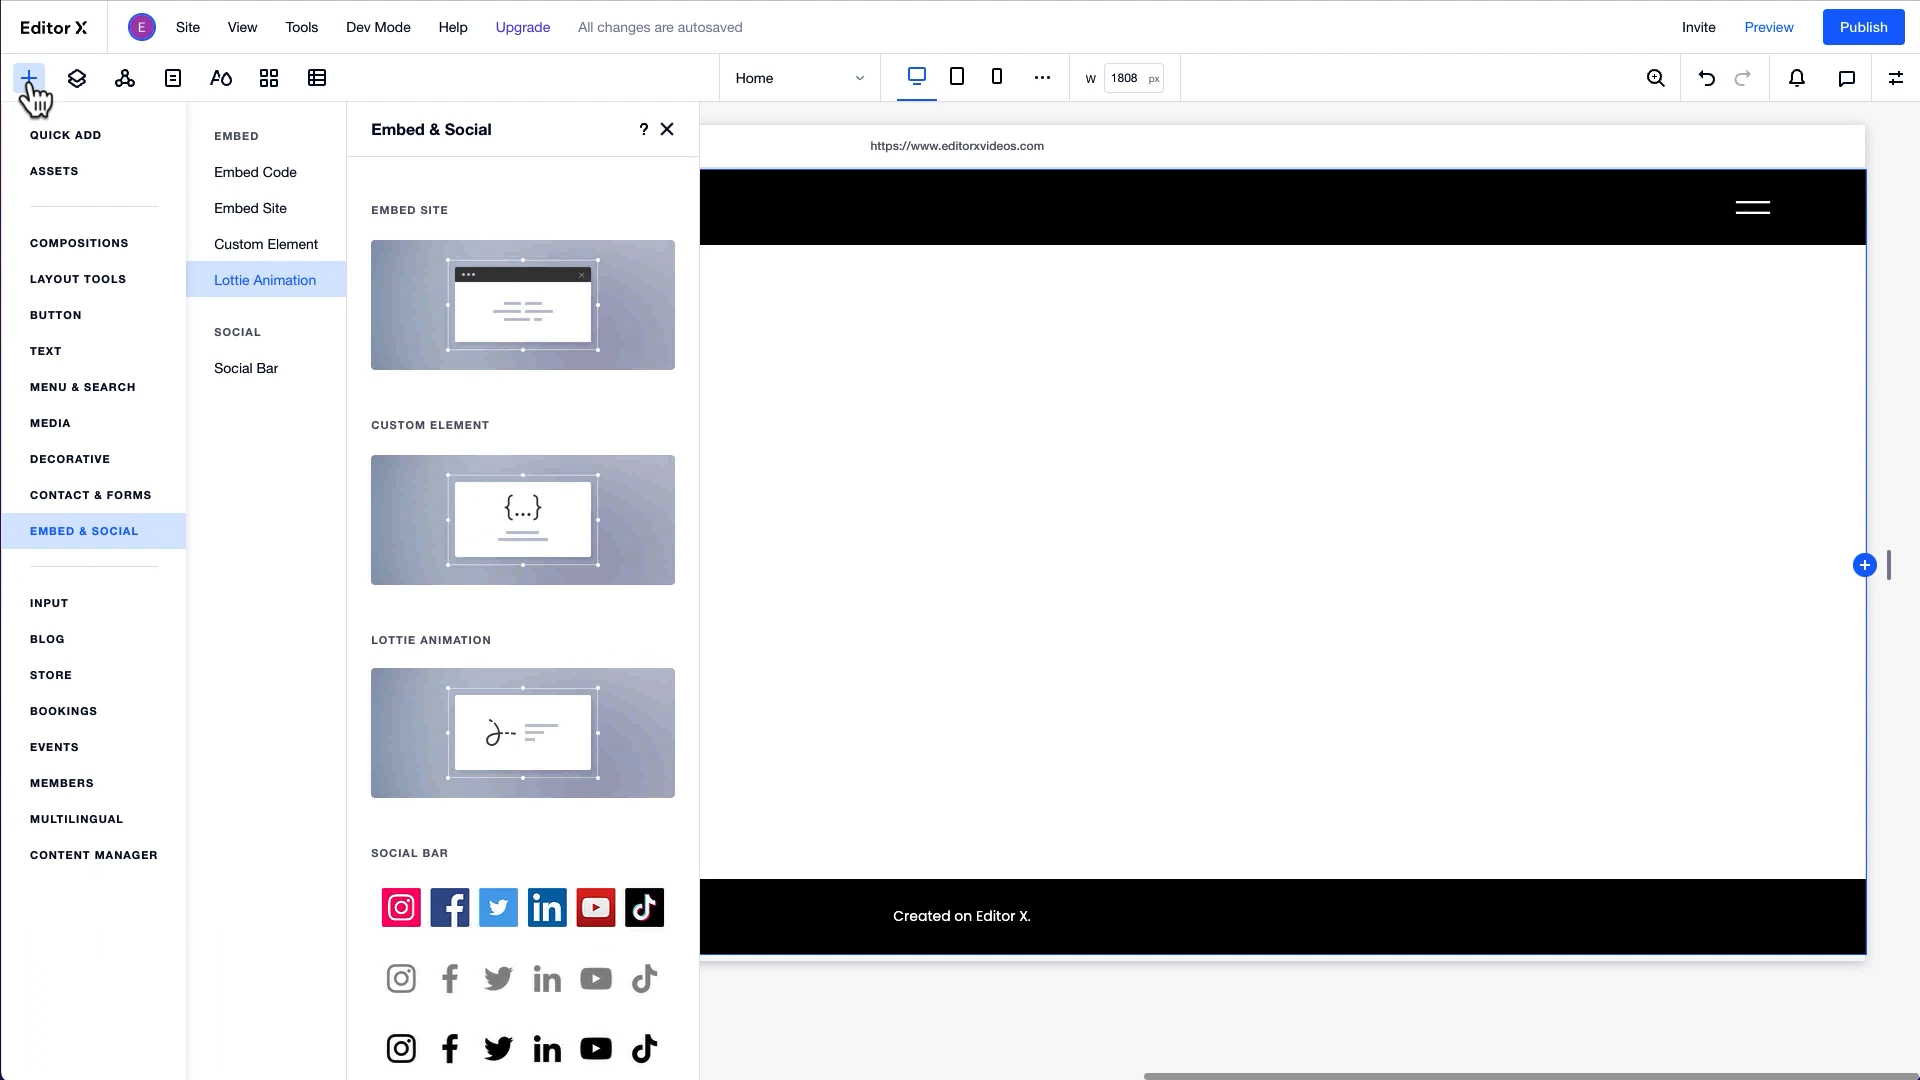 Editor X
E
Site
View
Tools
Dev Mode
Help
Upgrade
All changes are autosaved
Invite
Preview
Publish
Home
W 1808 px
QUICK ADD
ASSETS
COMPOSITIONS
LAYOUT TOOLS
BUTTON
TEXT
MENU & SEARCH
MEDIA
DECORATIVE
CONTACT & FORMS
EMBED & SOCIAL
INPUT
BLOG
STORE
BOOKINGS
EVENTS
MEMBERS
MULTILINGUAL
CONTENT MANAGER
EMBED
Embed Code
Embed Site
Custom Element
Lottie Animation
SOCIAL
Social Bar
Embed & Social
?
EMBED SITE
CUSTOM ELEMENT
{...}
LOTTIE ANIMATION
SOCIAL BAR
https://www.editorxvideos.com
Created on Editor X.